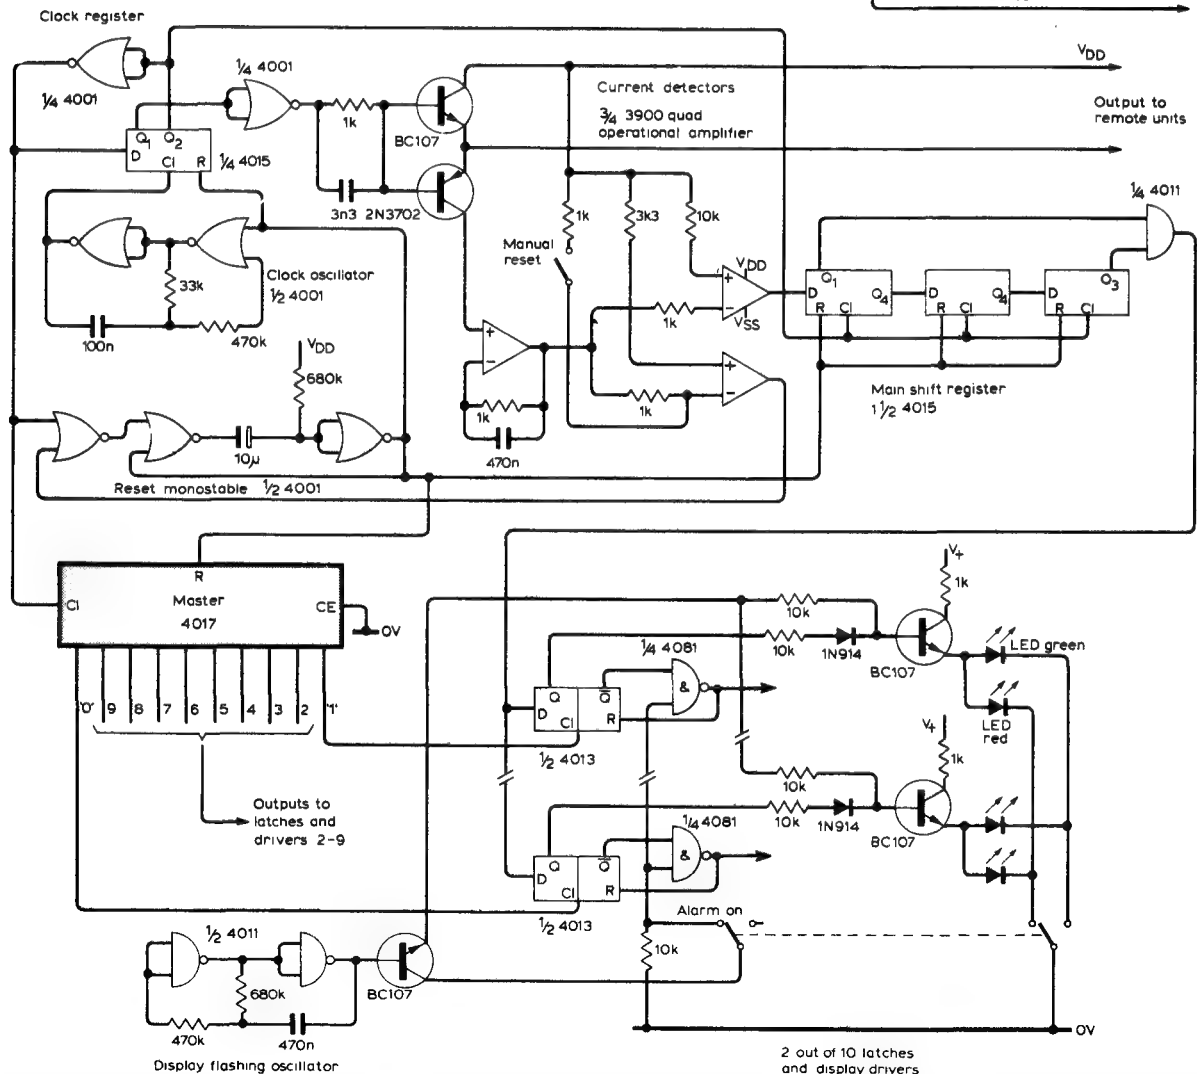 Clock register
¼ 4001
¼ 4001
Q1 Q2
D
Cl R
¼ 4015
1k
3n3
BC107
2N3702
Current detectors
¾ 3900 quad
operational amplifier
VDD
Output to
remote units
¼ 4011
Manual
reset
1k
3k3
10k
+
VDD
-
VSS
1k
Q1
D
Q4
R Cl
D
Q4
R Cl
D
Q3
R Cl
Clock oscillator
½ 4001
33k
100n
470k
VDD
680k
+
-
1k
470n
+
-
1k
Main shift register
1½ 4015
10µ
Reset monostable ½ 4001
R
Cl
Master
4017
CE
0V
'0' 9 8 7 6 5 4 3 2 '1'
Outputs to
latches and
drivers 2-9
V+
1k
10k
10k
1N914
BC107
LED green
LED
red
¼ 4081
&
Q
D
Cl
Q̅
R
½ 4013
V+
1k
10k
10k
1N914
BC107
¼ 4081
&
Q
D
Cl
Q̅
R
½ 4013
Alarm on
10k
½ 4011
680k
BC107
470k
470n
Display flashing oscillator
0V
2 out of 10 latches
and display drivers